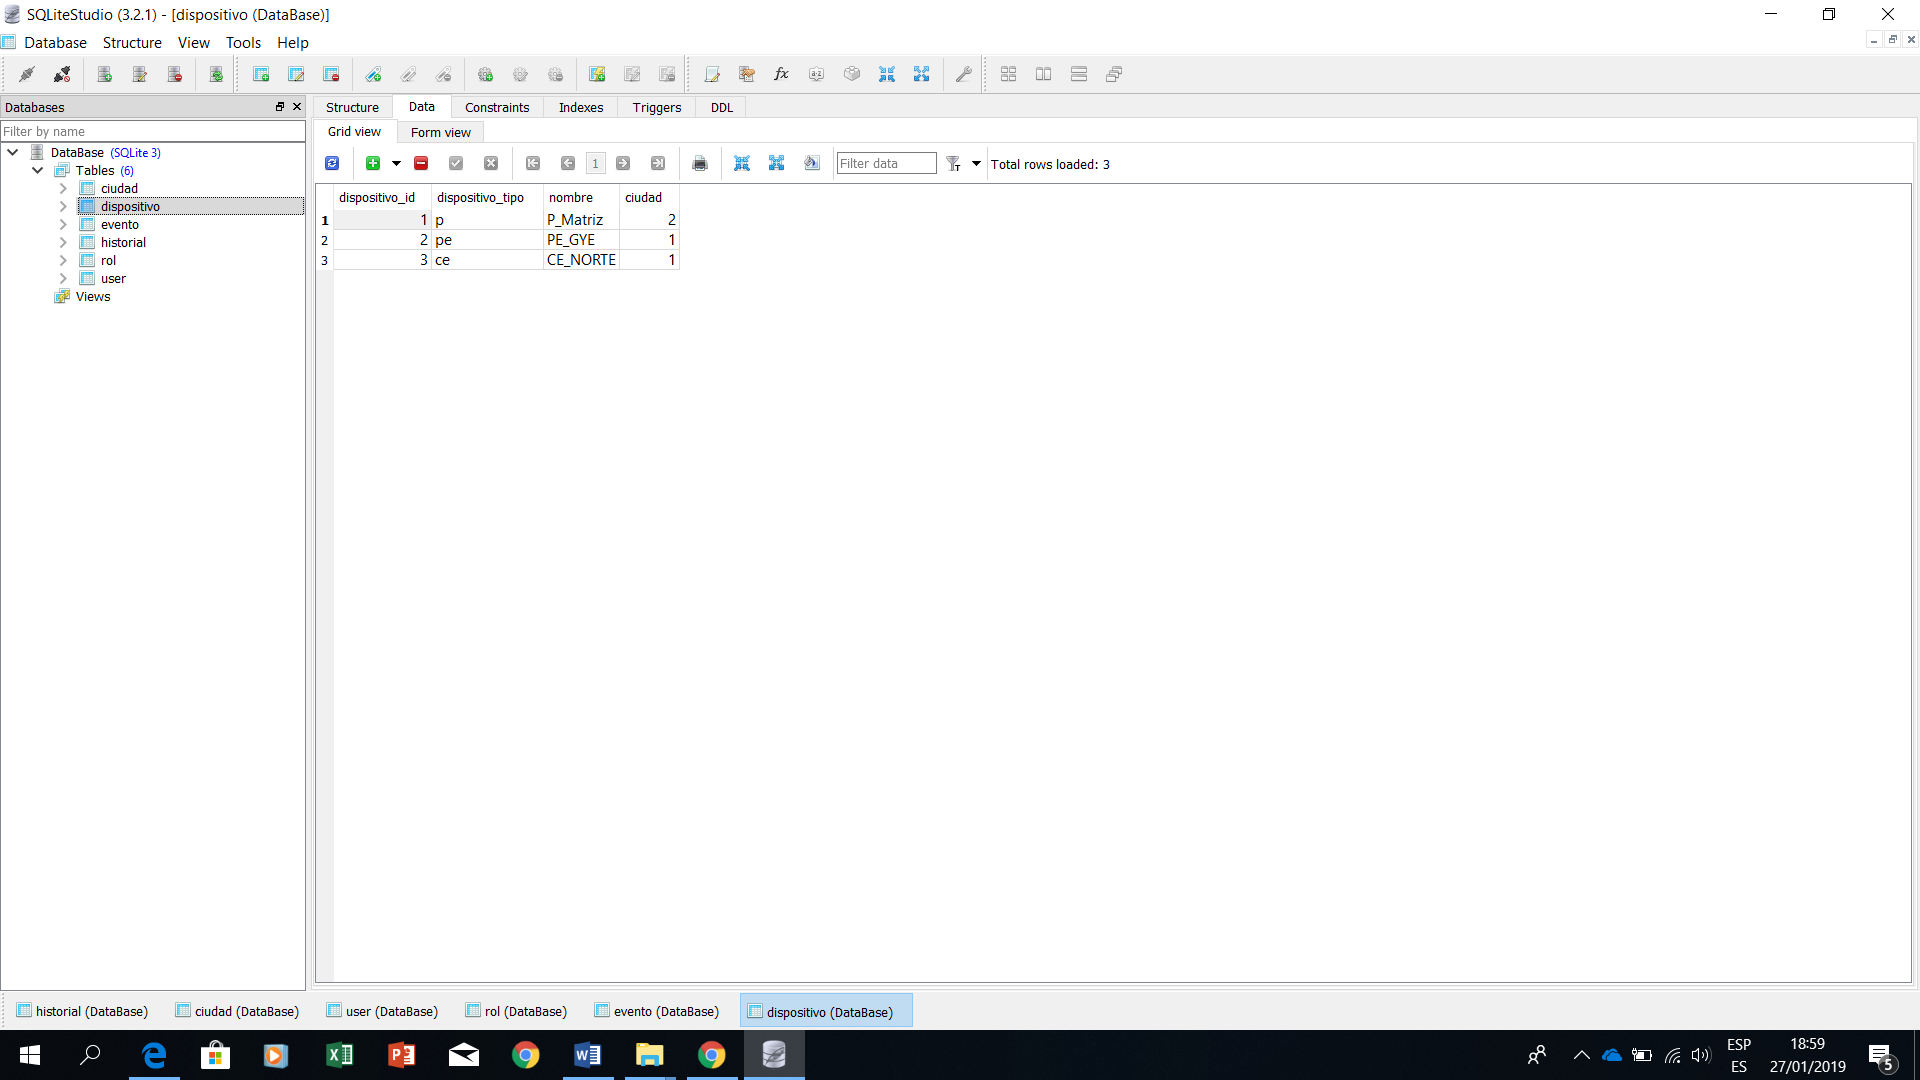 SQLiteStudio (3.2.1) - [dispositivo (DataBase)]
Database Structure View Tools Help
Databases
Filter by name
DataBase (SQLite 3)
Tables (6)
ciudad
dispositivo
evento
historial
rol
user
Views
Structure Data Constraints Indexes Triggers DDL
Grid view Form view
1 Filter data Total rows loaded: 3
dispositivo_id dispositivo_tipo nombre ciudad
1 1 p P_Matriz 2
2 2 pe PE_GYE 1
3 3 ce CE_NORTE 1
historial (DataBase) ciudad (DataBase) user (DataBase) rol (DataBase) evento (DataBase) dispositivo (DataBase)
ESP
ES
18:59
27/01/2019
5